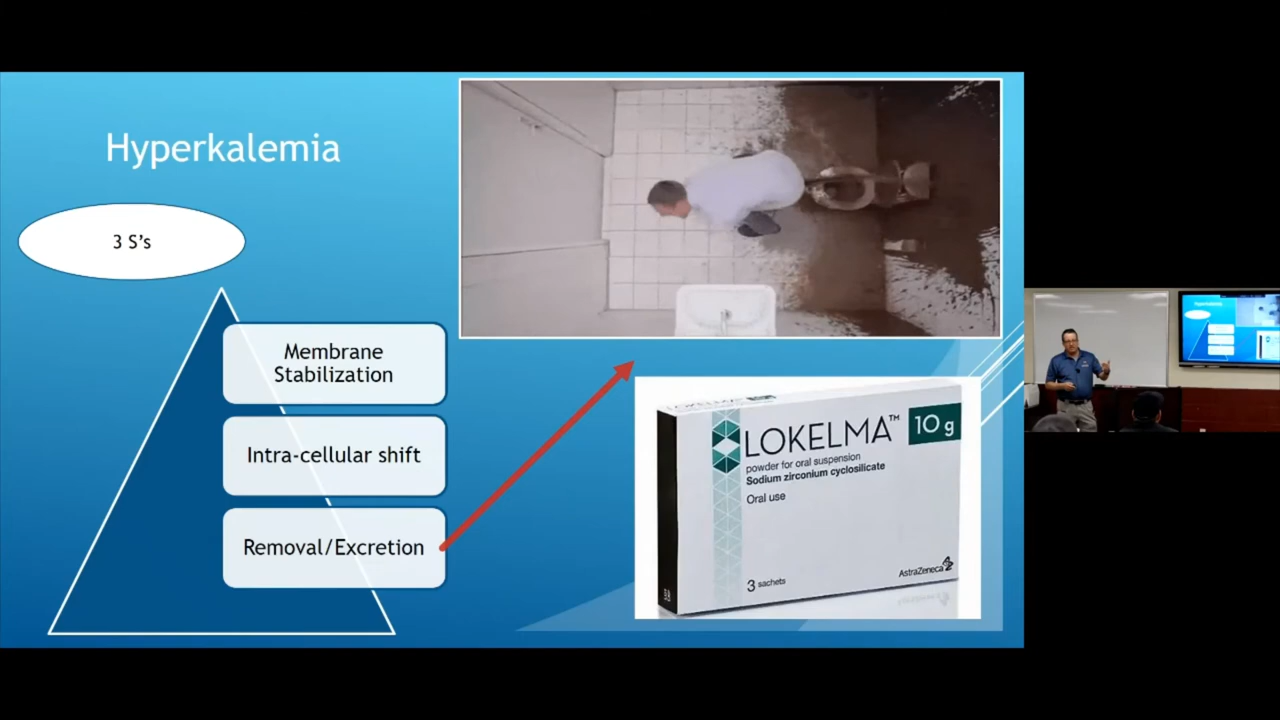 Hyperkalemia
3 S's
Membrane
Stabilization
Intra-cellular shift
Removal/Excretion
LOKELMA™ 10 g
powder for oral suspension
Sodium zirconium cyclosilicate
Oral use
3 sachets
AstraZeneca